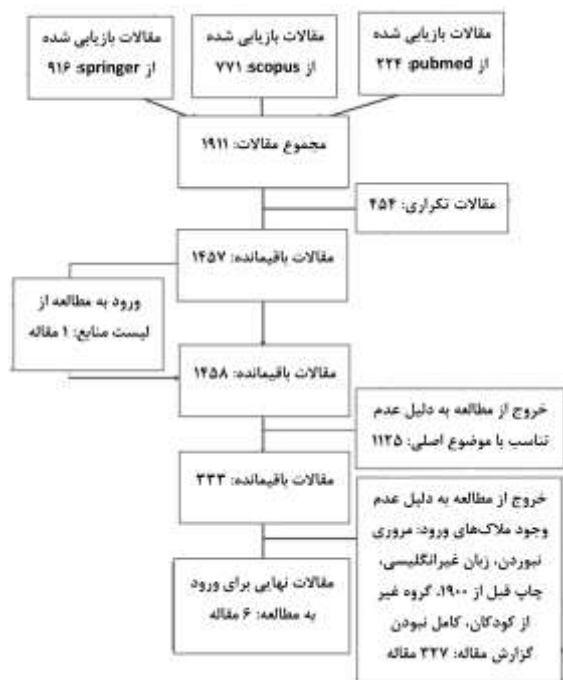 مقالات بازیابی شده
از pubmed: ۲۲۴
مقالات بازیابی شده
از scopus: ۷۷۱
مقالات بازیابی شده
از springer: ۹۱۶
مجموع مقالات: ۱۹۱۱
مقالات تکراری: ۴۵۴
مقالات باقیمانده: ۱۴۵۷
ورود به مطالعه از
لیست منابع: ۱ مقاله
مقالات باقیمانده: ۱۴۵۸
خروج از مطالعه به دلیل عدم
تناسب با موضوع اصلی: ۱۱۲۵
مقالات باقیمانده: ۳۳۳
خروج از مطالعه به دلیل عدم
وجود ملاک‌های ورود: مروری
نبودن، زبان غیرانگلیسی،
چاپ قبل از ۱۹۰۰، گروه غیر
از کودکان، کامل نبودن
گزارش مقاله: ۳۲۷ مقاله
مقالات نهایی برای ورود
به مطالعه: ۶ مقاله